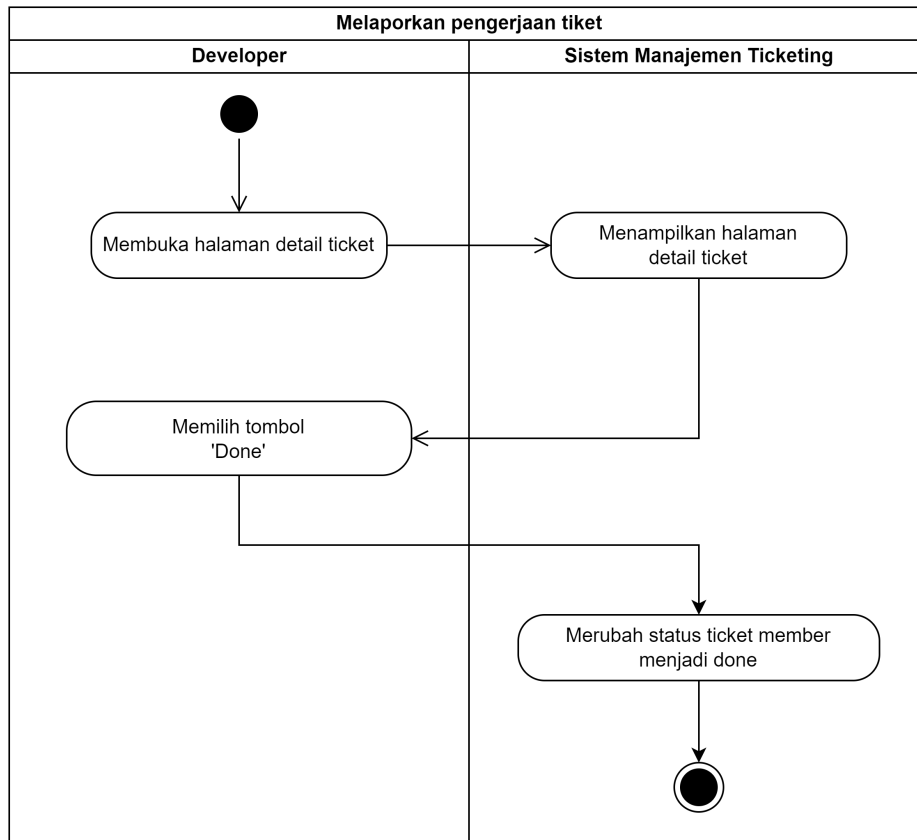 Melaporkan pengerjaan tiket
Developer
Sistem Manajemen Ticketing
Membuka halaman detail ticket
Menampilkan halaman
detail ticket
Memilih tombol
'Done'
Merubah status ticket member
menjadi done